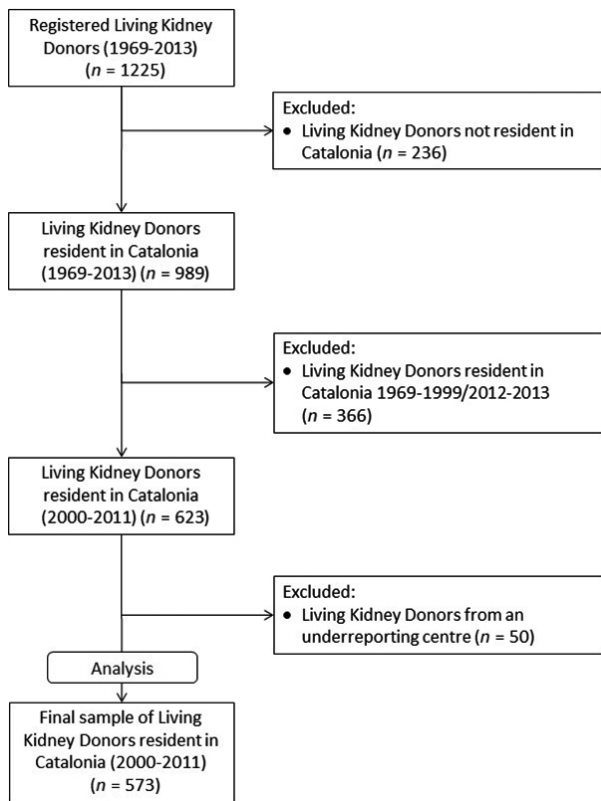 Registered Living Kidney
Donors (1969-2013)
(n = 1225)
Excluded:
• Living Kidney Donors not resident in
Catalonia (n = 236)
Living Kidney Donors
resident in Catalonia
(1969-2013) (n = 989)
Excluded:
• Living Kidney Donors resident in
Catalonia 1969-1999/2012-2013
(n = 366)
Living Kidney Donors
resident in Catalonia
(2000-2011) (n = 623)
Excluded:
• Living Kidney Donors from an
underreporting centre (n = 50)
Analysis
Final sample of Living
Kidney Donors resident in
Catalonia (2000-2011)
(n = 573)